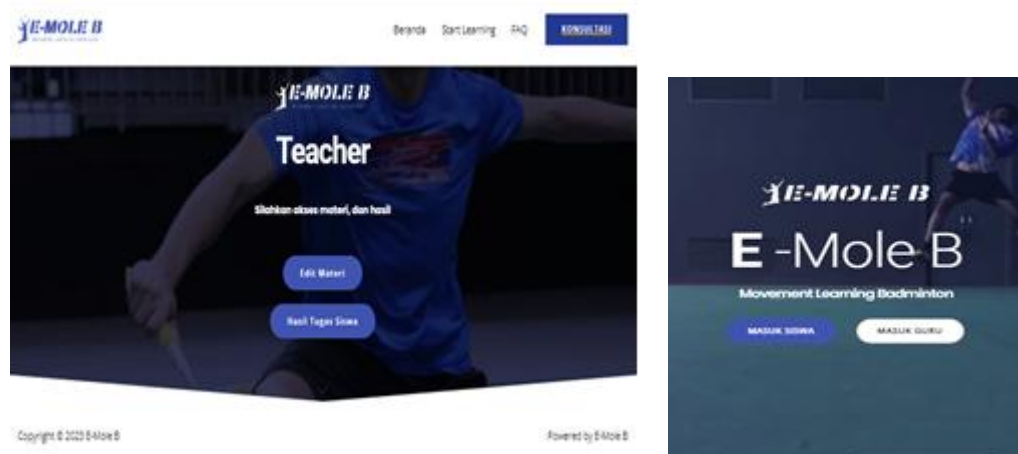 E-MOLE B
Beranda Start Learning FAQ KONSULTASI
E-MOLE B
Teacher
Silahkan akses materi, dan hasil
Edit Materi
Hasil Tugas Siswa
Copyright © 2023 E-Mole B
Powered by E-Mole B
E-MOLE B
E -Mole B
Movement Learning Badminton
MASUK SISWA MASUK GURU